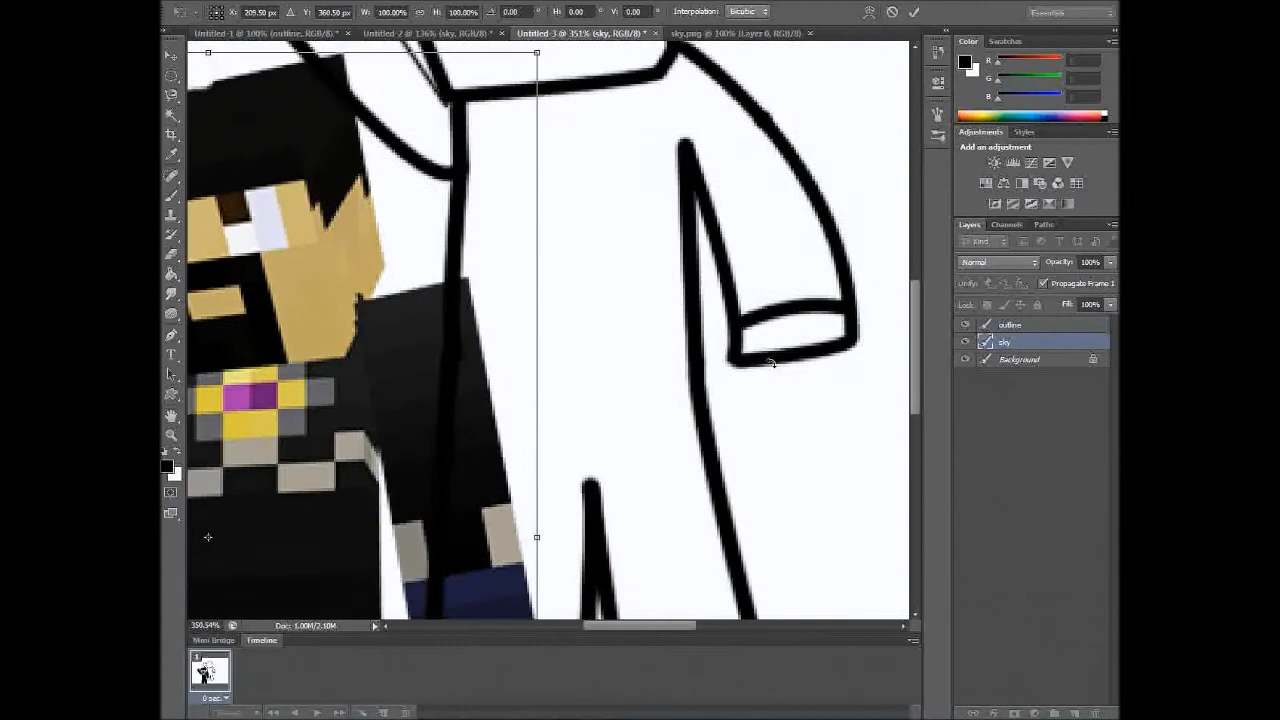 X: 209.50 px Y: 360.50 px W: 100.00% H: 100.00% 0.00 H: 0.00 V: 0.00 Interpolation: Bicubic Essentials
Untitled-1 @ 100% (outline, RGB/8) * × Untitled-2 @ 136% (sky, RGB/8) * × Untitled-3 @ 351% (sky, RGB/8) * × sky.png @ 100% (Layer 0, RGB/8) ×
Color Swatches
R
G
B
Adjustments Styles
Add an adjustment
Layers Channels Paths
Kind
Normal Opacity: 100%
Unify: Propagate Frame 1
Lock: Fill: 100%
outline
sky
Background
350.54% Doc: 1.00M/2.10M
Mini Bridge Timeline
1
0 sec.